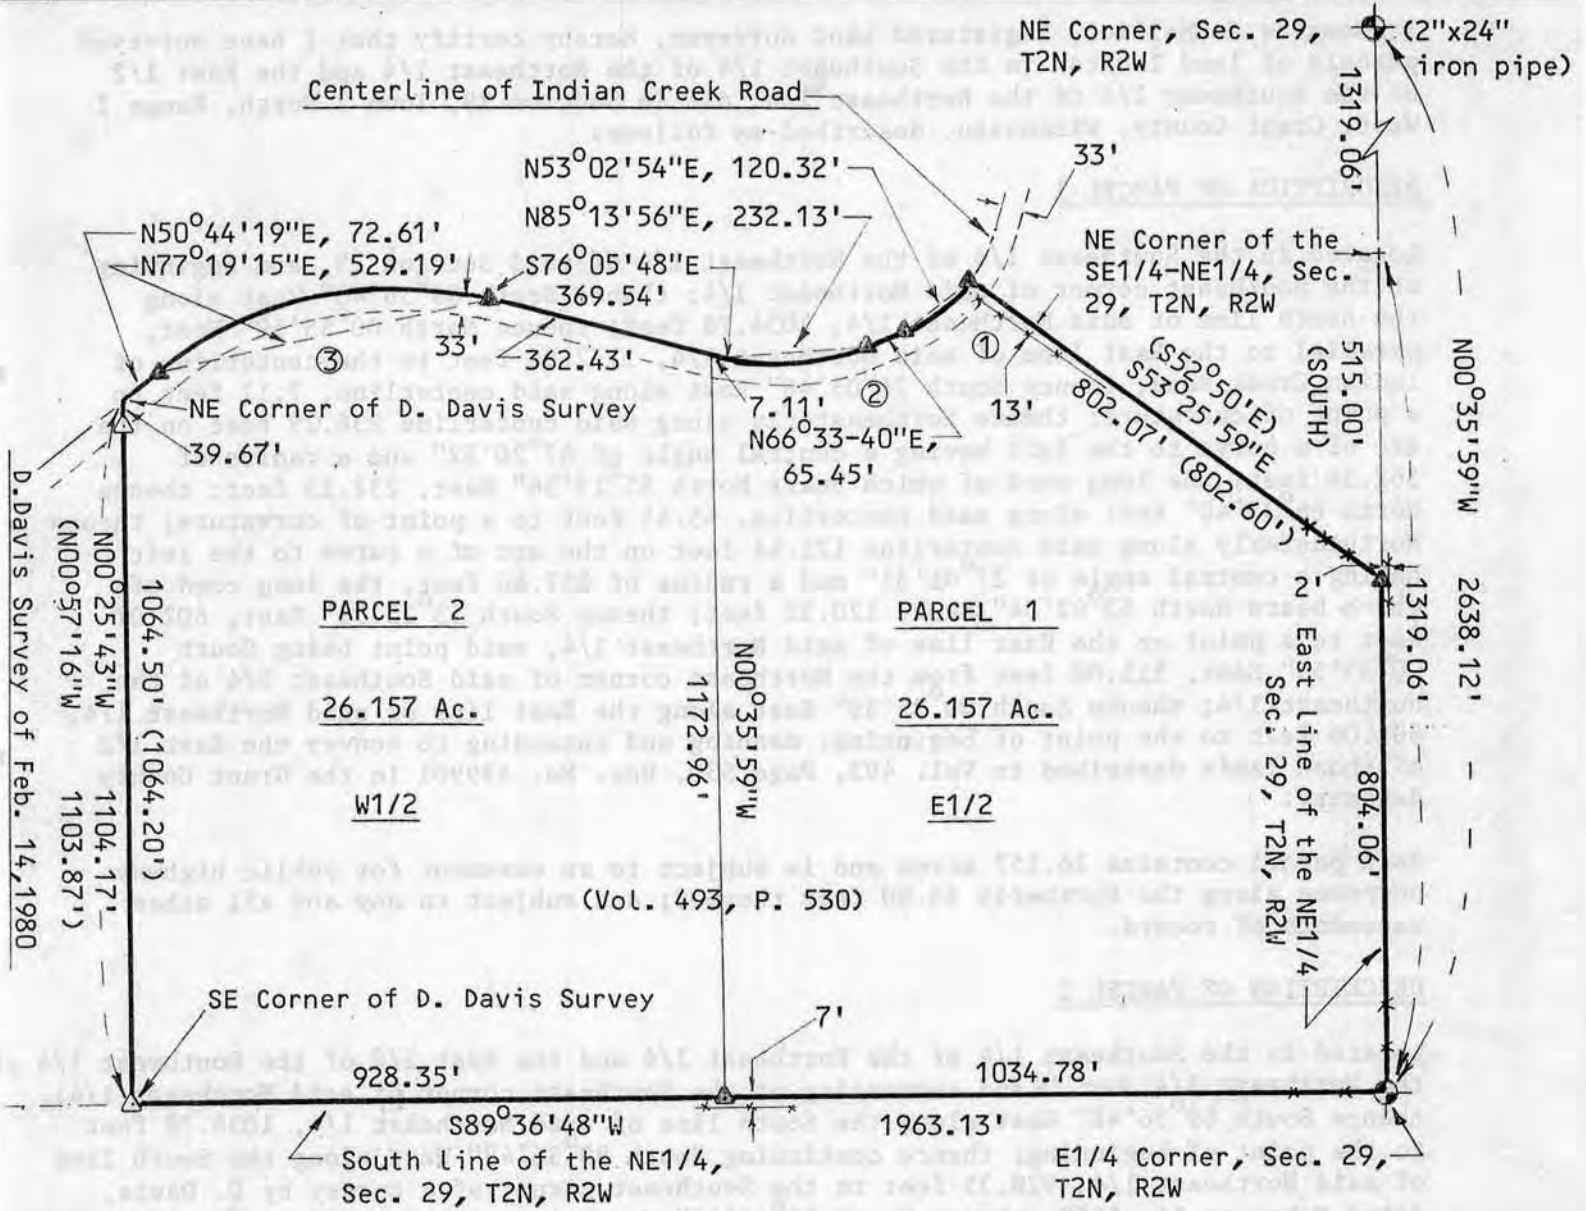 NE Corner, Sec. 29,
T2N, R2W
(2"x24"
iron pipe)
Centerline of Indian Creek Road
1319.06'
33'
N53°02'54"E, 120.32'
N85°13'56"E, 232.13'
N50°44'19"E, 72.61'
N77°19'15"E, 529.19'
S76°05'48"E
369.54'
NE Corner of the
SE1/4-NE1/4, Sec.
29, T2N, R2W
33'
③
362.43'
①
②
(S52°50'E)
S53°25'59"E
802.07' (802.60')
515.00'
(SOUTH)
N00°35'59"W 2638.12'
NE Corner of D. Davis Survey
39.67'
7.11'
N66°33-40"E,
65.45'
13'
2'
1319.06'
D.Davis Survey of Feb. 14,1980
(N00°57'16"W 1103.87')
N00°25'43"W 1104.17'
1064.50' (1064.20')
PARCEL 2
26.157 Ac.
W1/2
N00°35'59"W
1172.96'
PARCEL 1
26.157 Ac.
E1/2
East line of the NE1/4
Sec. 29, T2N, R2W
804.06'
(Vol. 493, P. 530)
SE Corner of D. Davis Survey
7'
928.35'
1034.78'
S89°36'48"W
1963.13'
South line of the NE1/4,
Sec. 29, T2N, R2W
E1/4 Corner, Sec. 29,
T2N, R2W